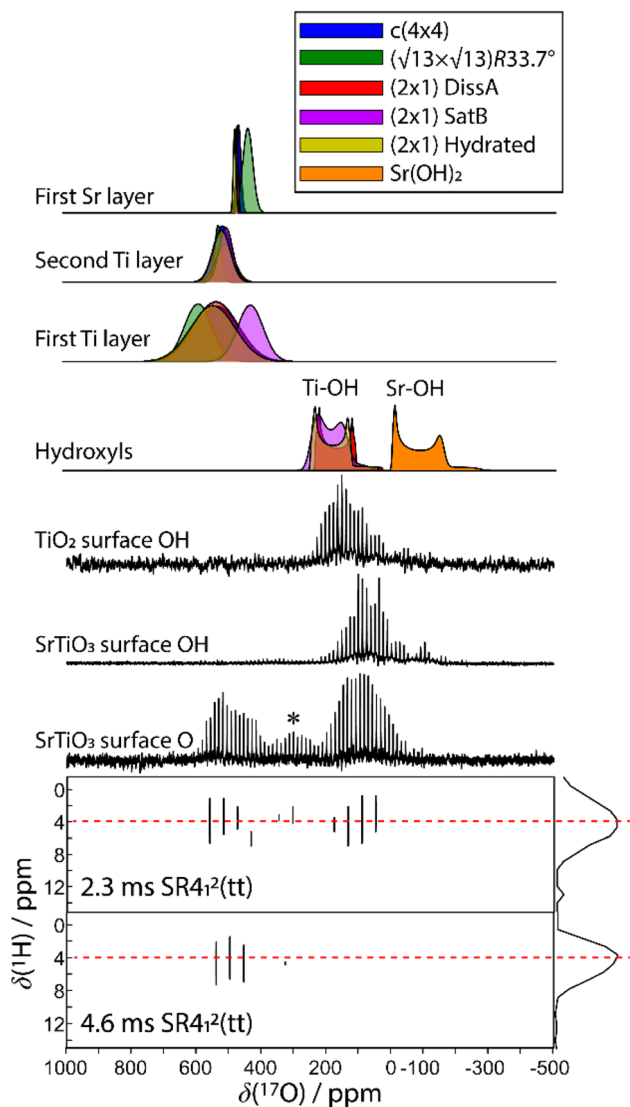 c(4x4)
(√13×√13)R33.7°
(2x1) DissA
(2x1) SatB
(2x1) Hydrated
Sr(OH)₂
First Sr layer
Second Ti layer
First Ti layer
Ti-OH Sr-OH
Hydroxyls
TiO₂ surface OH
SrTiO₃ surface OH
*
SrTiO₃ surface O
0
4
8
12
2.3 ms SR4₁²(tt)
δ(¹H) / ppm
0
4
8
12
4.6 ms SR4₁²(tt)
1000 800 600 400 200 0 -100 -300 -500
δ(¹⁷O) / ppm